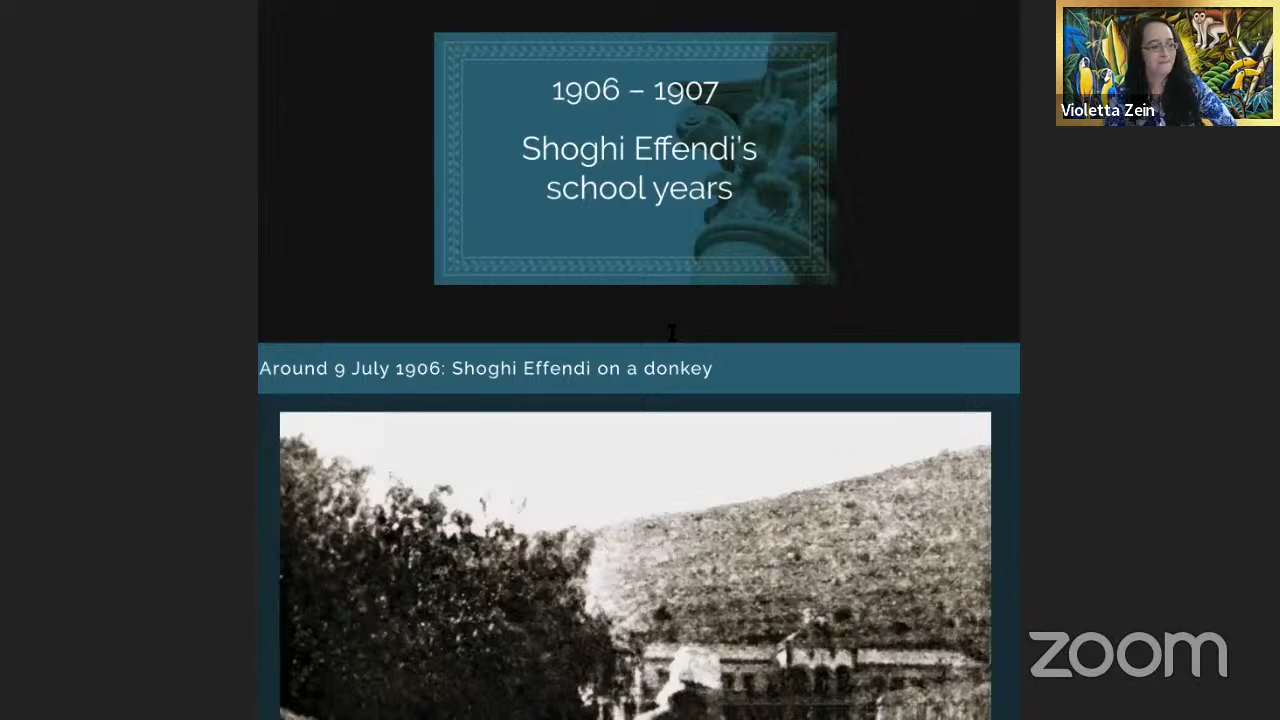 1906 – 1907
Shoghi Effendi's
school years
Violetta Zein
Around 9 July 1906: Shoghi Effendi on a donkey
zoom